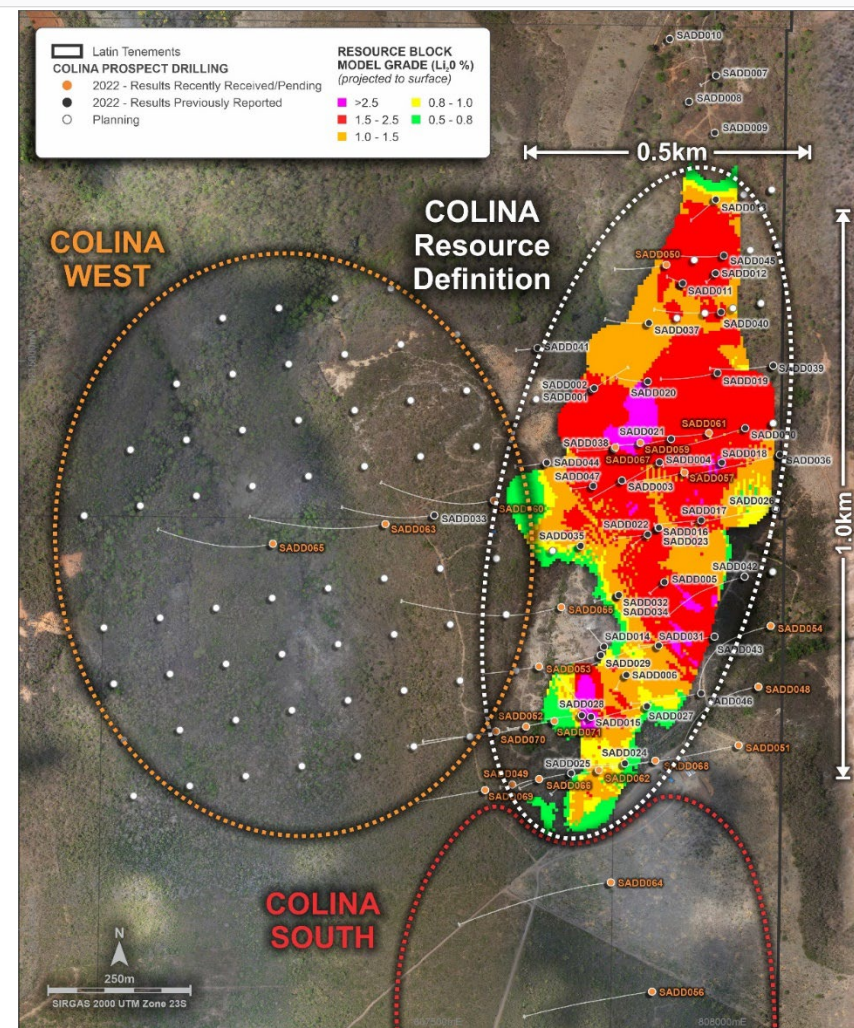 Latin Tenements
COLINA PROSPECT DRILLING
2022 - Results Recently Received/Pending
2022 - Results Previously Reported
Planning
RESOURCE BLOCK
MODEL GRADE (Li₂0 %)
(projected to surface)
>2.5
0.8 - 1.0
1.5 - 2.5
0.5 - 0.8
1.0 - 1.5
SADD010
SADD007
SADD008
SADD009
0.5km
COLINA
Resource
Definition
COLINA
WEST
SADD050
SADD045
SADD012
SADD011
SADD037
SADD040
SADD041
SADD039
SADD002
SADD001
SADD020
SADD019
SADD021
SADD061
SADD038
SADD059
SADD067
SADD004
SADD018
SADD036
SADD044
SADD057
SADD047
SADD003
SADD026
SADD033
SADD063
SADD017
SADD022
SADD016
SADD023
SADD065
SADD035
SADD042
SADD005
1.0km
SADD032
SADD034
SADD055
SADD054
SADD014
SADD031
SADD043
SADD029
SADD053
SADD006
SADD048
SADD046
SADD028
SADD027
SADD052
SADD015
SADD071
SADD070
SADD051
SADD024
SADD025
SADD068
SADD049
SADD062
SADD066
SADD069
COLINA
SOUTH
SADD064
SADD056
N
250m
SIRGAS 2000 UTM Zone 23S
808000mE